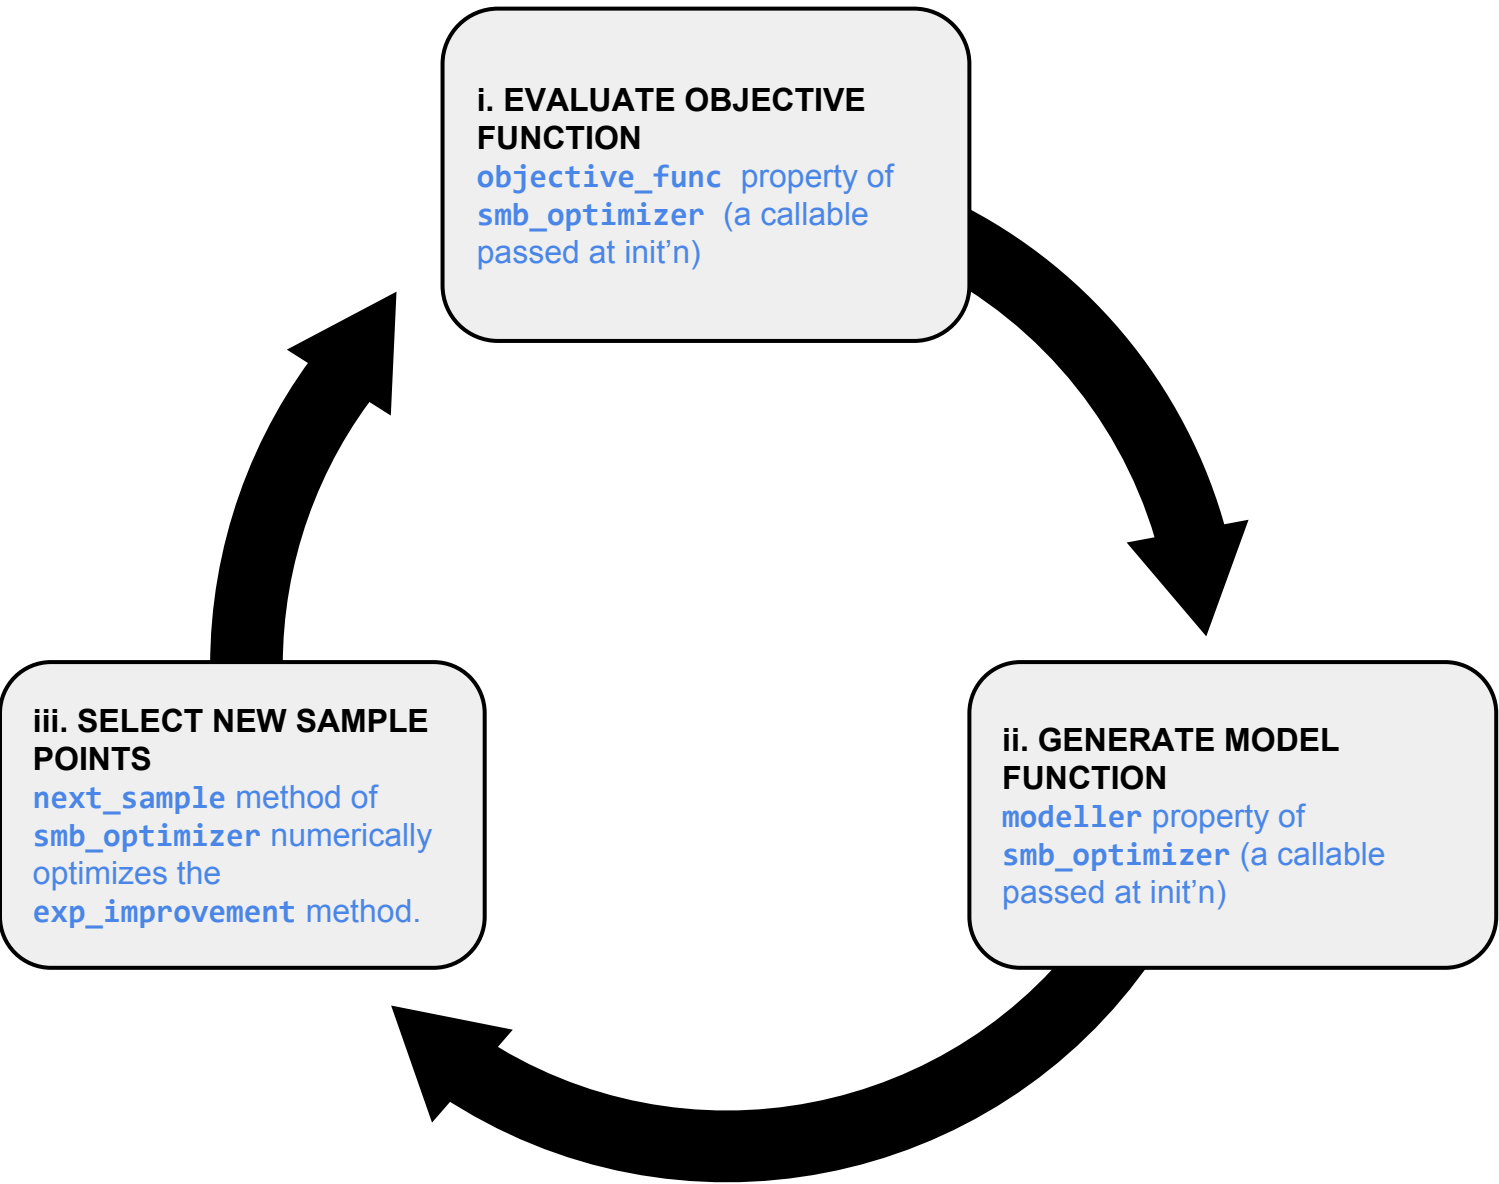 i. EVALUATE OBJECTIVE
FUNCTION
objective_func property of
smb_optimizer (a callable
passed at init’n)
ii. GENERATE MODEL
FUNCTION
modeller property of
smb_optimizer (a callable
passed at init’n)
iii. SELECT NEW SAMPLE
POINTS
next_sample method of
smb_optimizer numerically
optimizes the
exp_improvement method.